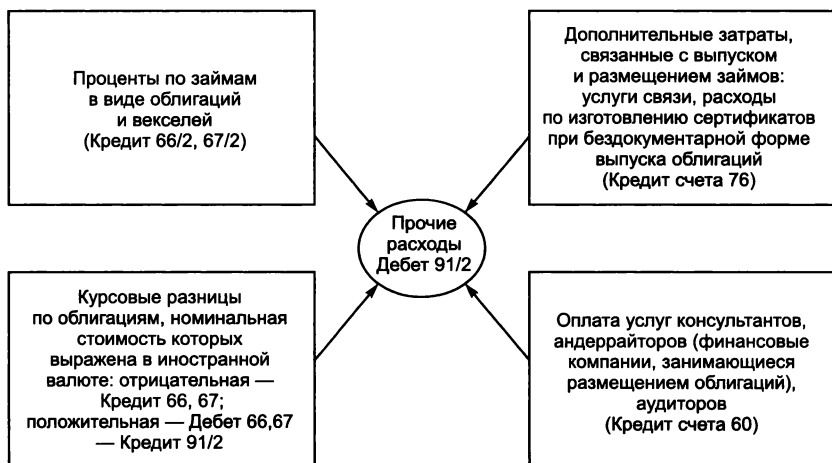 Проценты по займам
в виде облигаций
и векселей
(Кредит 66/2, 67/2)
Дополнительные затраты,
связанные с выпуском
и размещением займов:
услуги связи, расходы
по изготовлению сертификатов
при бездокументарной форме
выпуска облигаций
(Кредит счета 76)
Прочие
расходы
Дебет 91/2
Курсовые разницы
по облигациям, номинальная
стоимость которых
выражена в иностранной
валюте: отрицательная —
Кредит 66, 67;
положительная — Дебет 66,67
— Кредит 91/2
Оплата услуг консультантов,
андеррайторов (финансовые
компании, занимающиеся
размещением облигаций),
аудиторов
(Кредит счета 60)